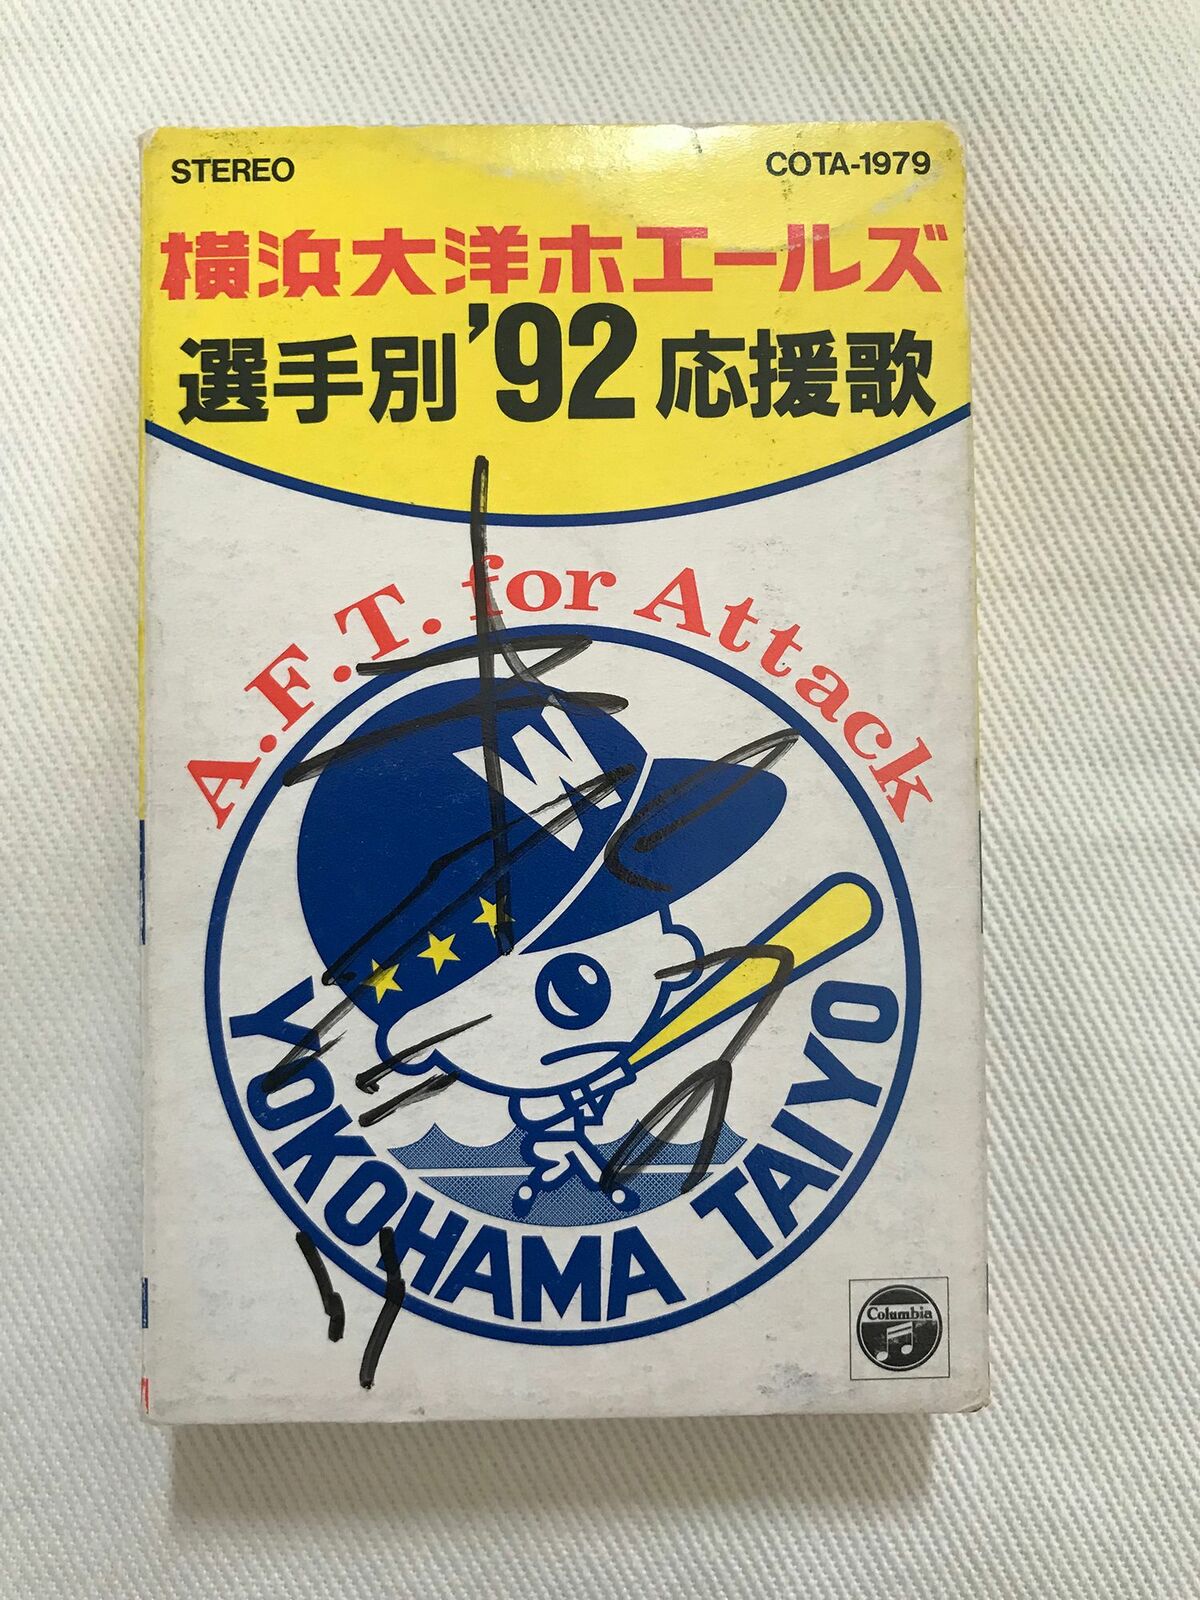 STEREO COTA-1979
横浜大洋ホエールズ
選手別'92応援歌
A.F.T. for Attack
W
YOKOHAMA TAIYO
Columbia